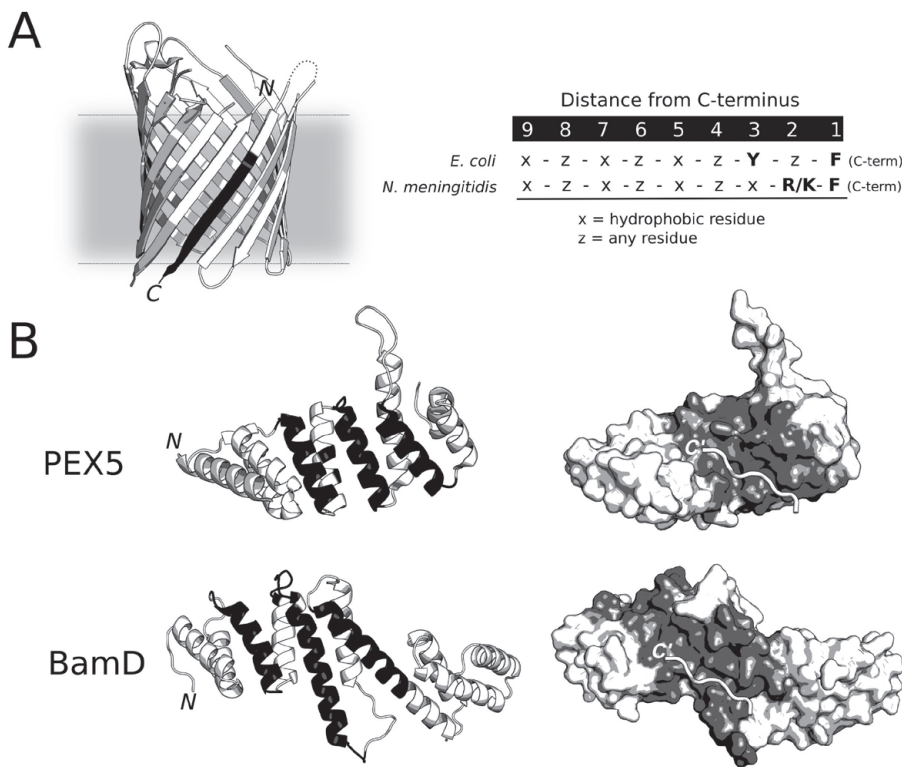 A
N
C
Distance from C-terminus
9 8 7 6 5 4 3 2 1
E. coli x - z - x - z - x - z - Y - z - F (C-term)
N. meningitidis x - z - x - z - x - z - x - R/K- F (C-term)
x = hydrophobic residue
z = any residue
B
PEX5
N
C
BamD
N
C